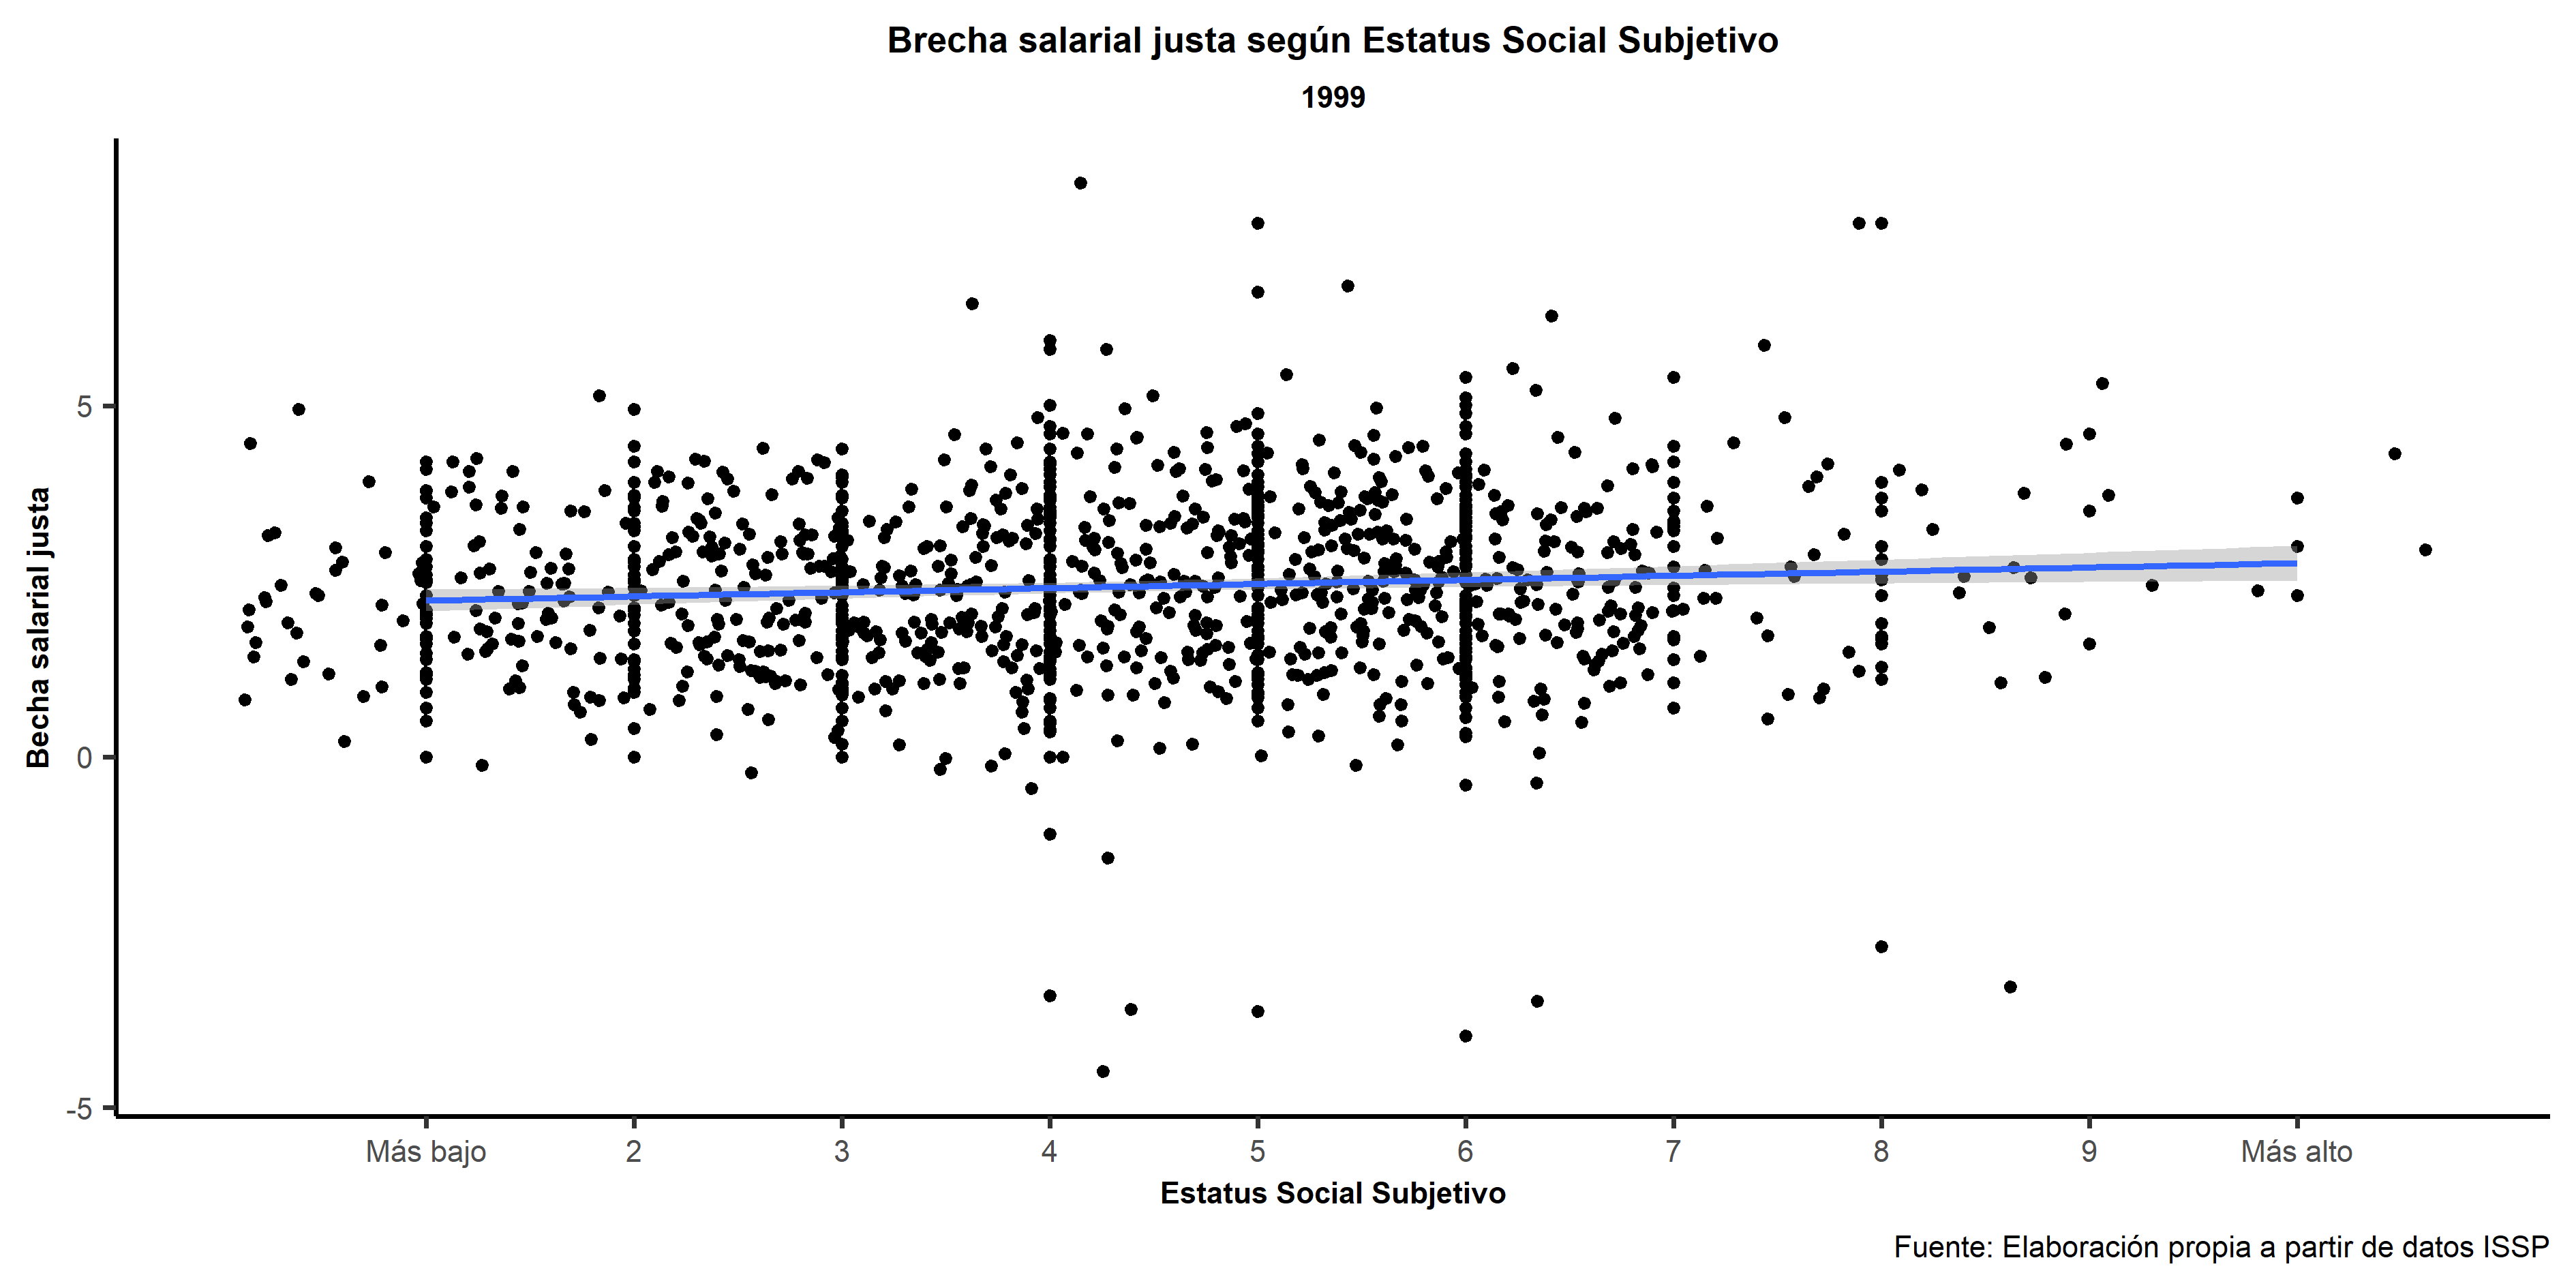 Brecha salarial justa según Estatus Social Subjetivo
1999
Becha salarial justa
5
0
-5
Más bajo 2 3 4 5 6 7 8 9 Más alto
Estatus Social Subjetivo
Fuente: Elaboración propia a partir de datos ISSP